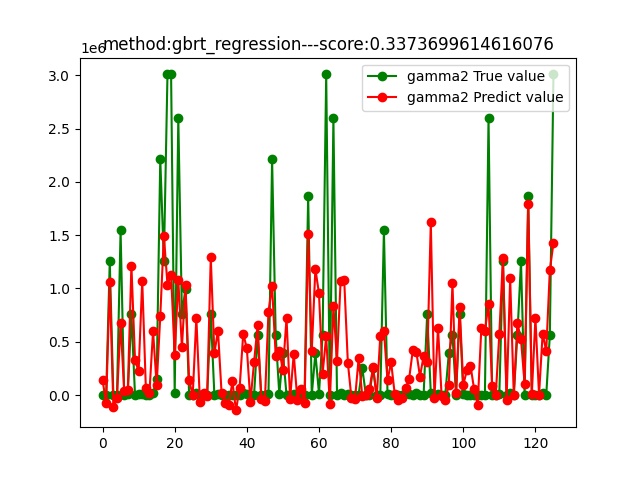 1e6
method:gbrt_regression---score:0.3373699614616076
gamma2 True value
gamma2 Predict value
3.0
2.5
2.0
1.5
1.0
0.5
0.0
0 20 40 60 80 100 120